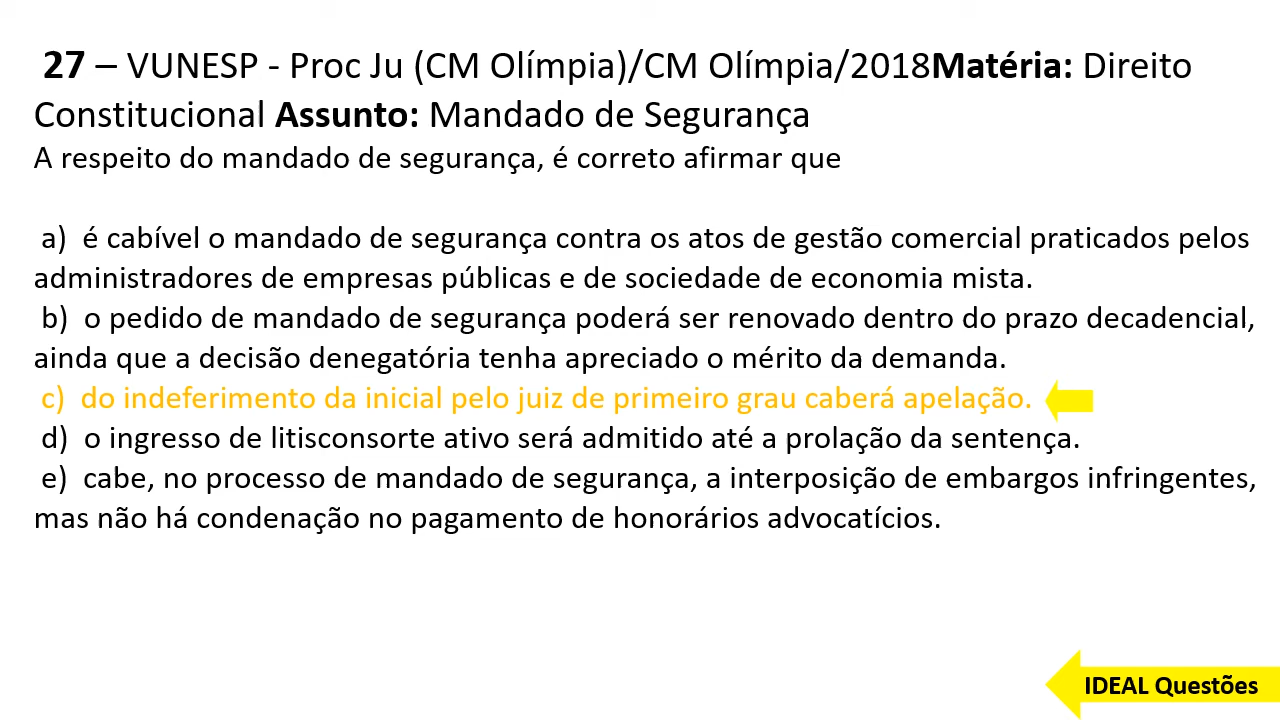 27 – VUNESP - Proc Ju (CM Olímpia)/CM Olímpia/2018Matéria: Direito
Constitucional Assunto: Mandado de Segurança
A respeito do mandado de segurança, é correto afirmar que
a) é cabível o mandado de segurança contra os atos de gestão comercial praticados pelos
administradores de empresas públicas e de sociedade de economia mista.
b) o pedido de mandado de segurança poderá ser renovado dentro do prazo decadencial,
ainda que a decisão denegatória tenha apreciado o mérito da demanda.
c) do indeferimento da inicial pelo juiz de primeiro grau caberá apelação.
d) o ingresso de litisconsorte ativo será admitido até a prolação da sentença.
e) cabe, no processo de mandado de segurança, a interposição de embargos infringentes,
mas não há condenação no pagamento de honorários advocatícios.
IDEAL Questões